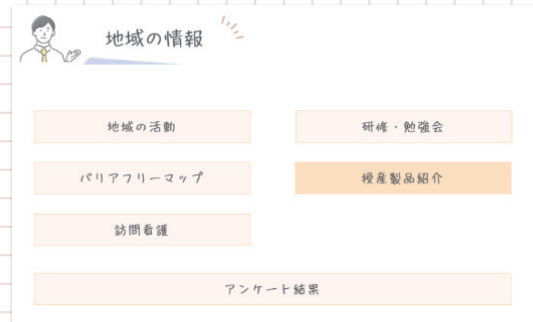 地域の情報
地域の活動
研修・勉強会
バリアフリーマップ
授産製品紹介
訪問看護
アンケート結果